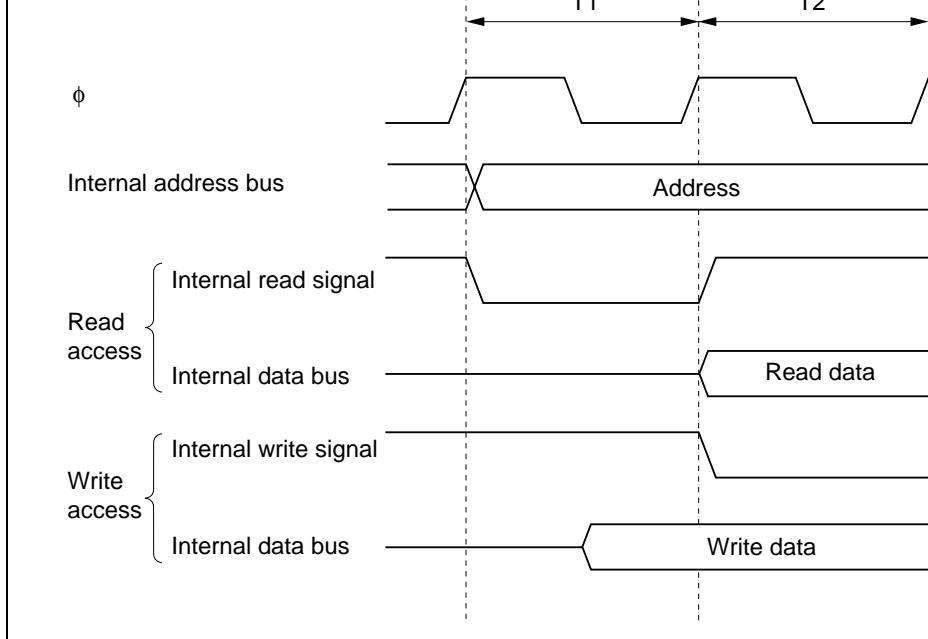 T1 T2
ϕ
Internal address bus
Address
Internal read signal
Read
access
Internal data bus
Read data
Internal write signal
Write
access
Internal data bus
Write data